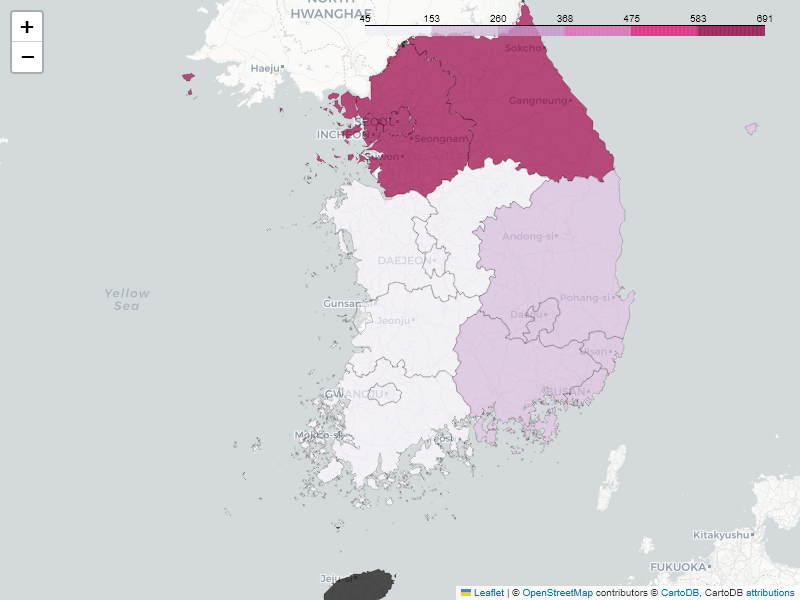 +
−
NORTH
HWANGHAE
45 153 260 368 475 583 691
Sokcho
Haeju
Gangneung
SEOUL
INCHEON
Seongnam
Suwon
Andong-si
DAEJEON
Yellow
Sea
Pohang-si
Gunsan
Daegu
Jeonju
Ulsan
GWANGJU
BUSAN
Mokpo-si
eosu
Kitakyushu
FUKUOKA
Jeju-si
Leaflet | © OpenStreetMap contributors © CartoDB, CartoDB attributions